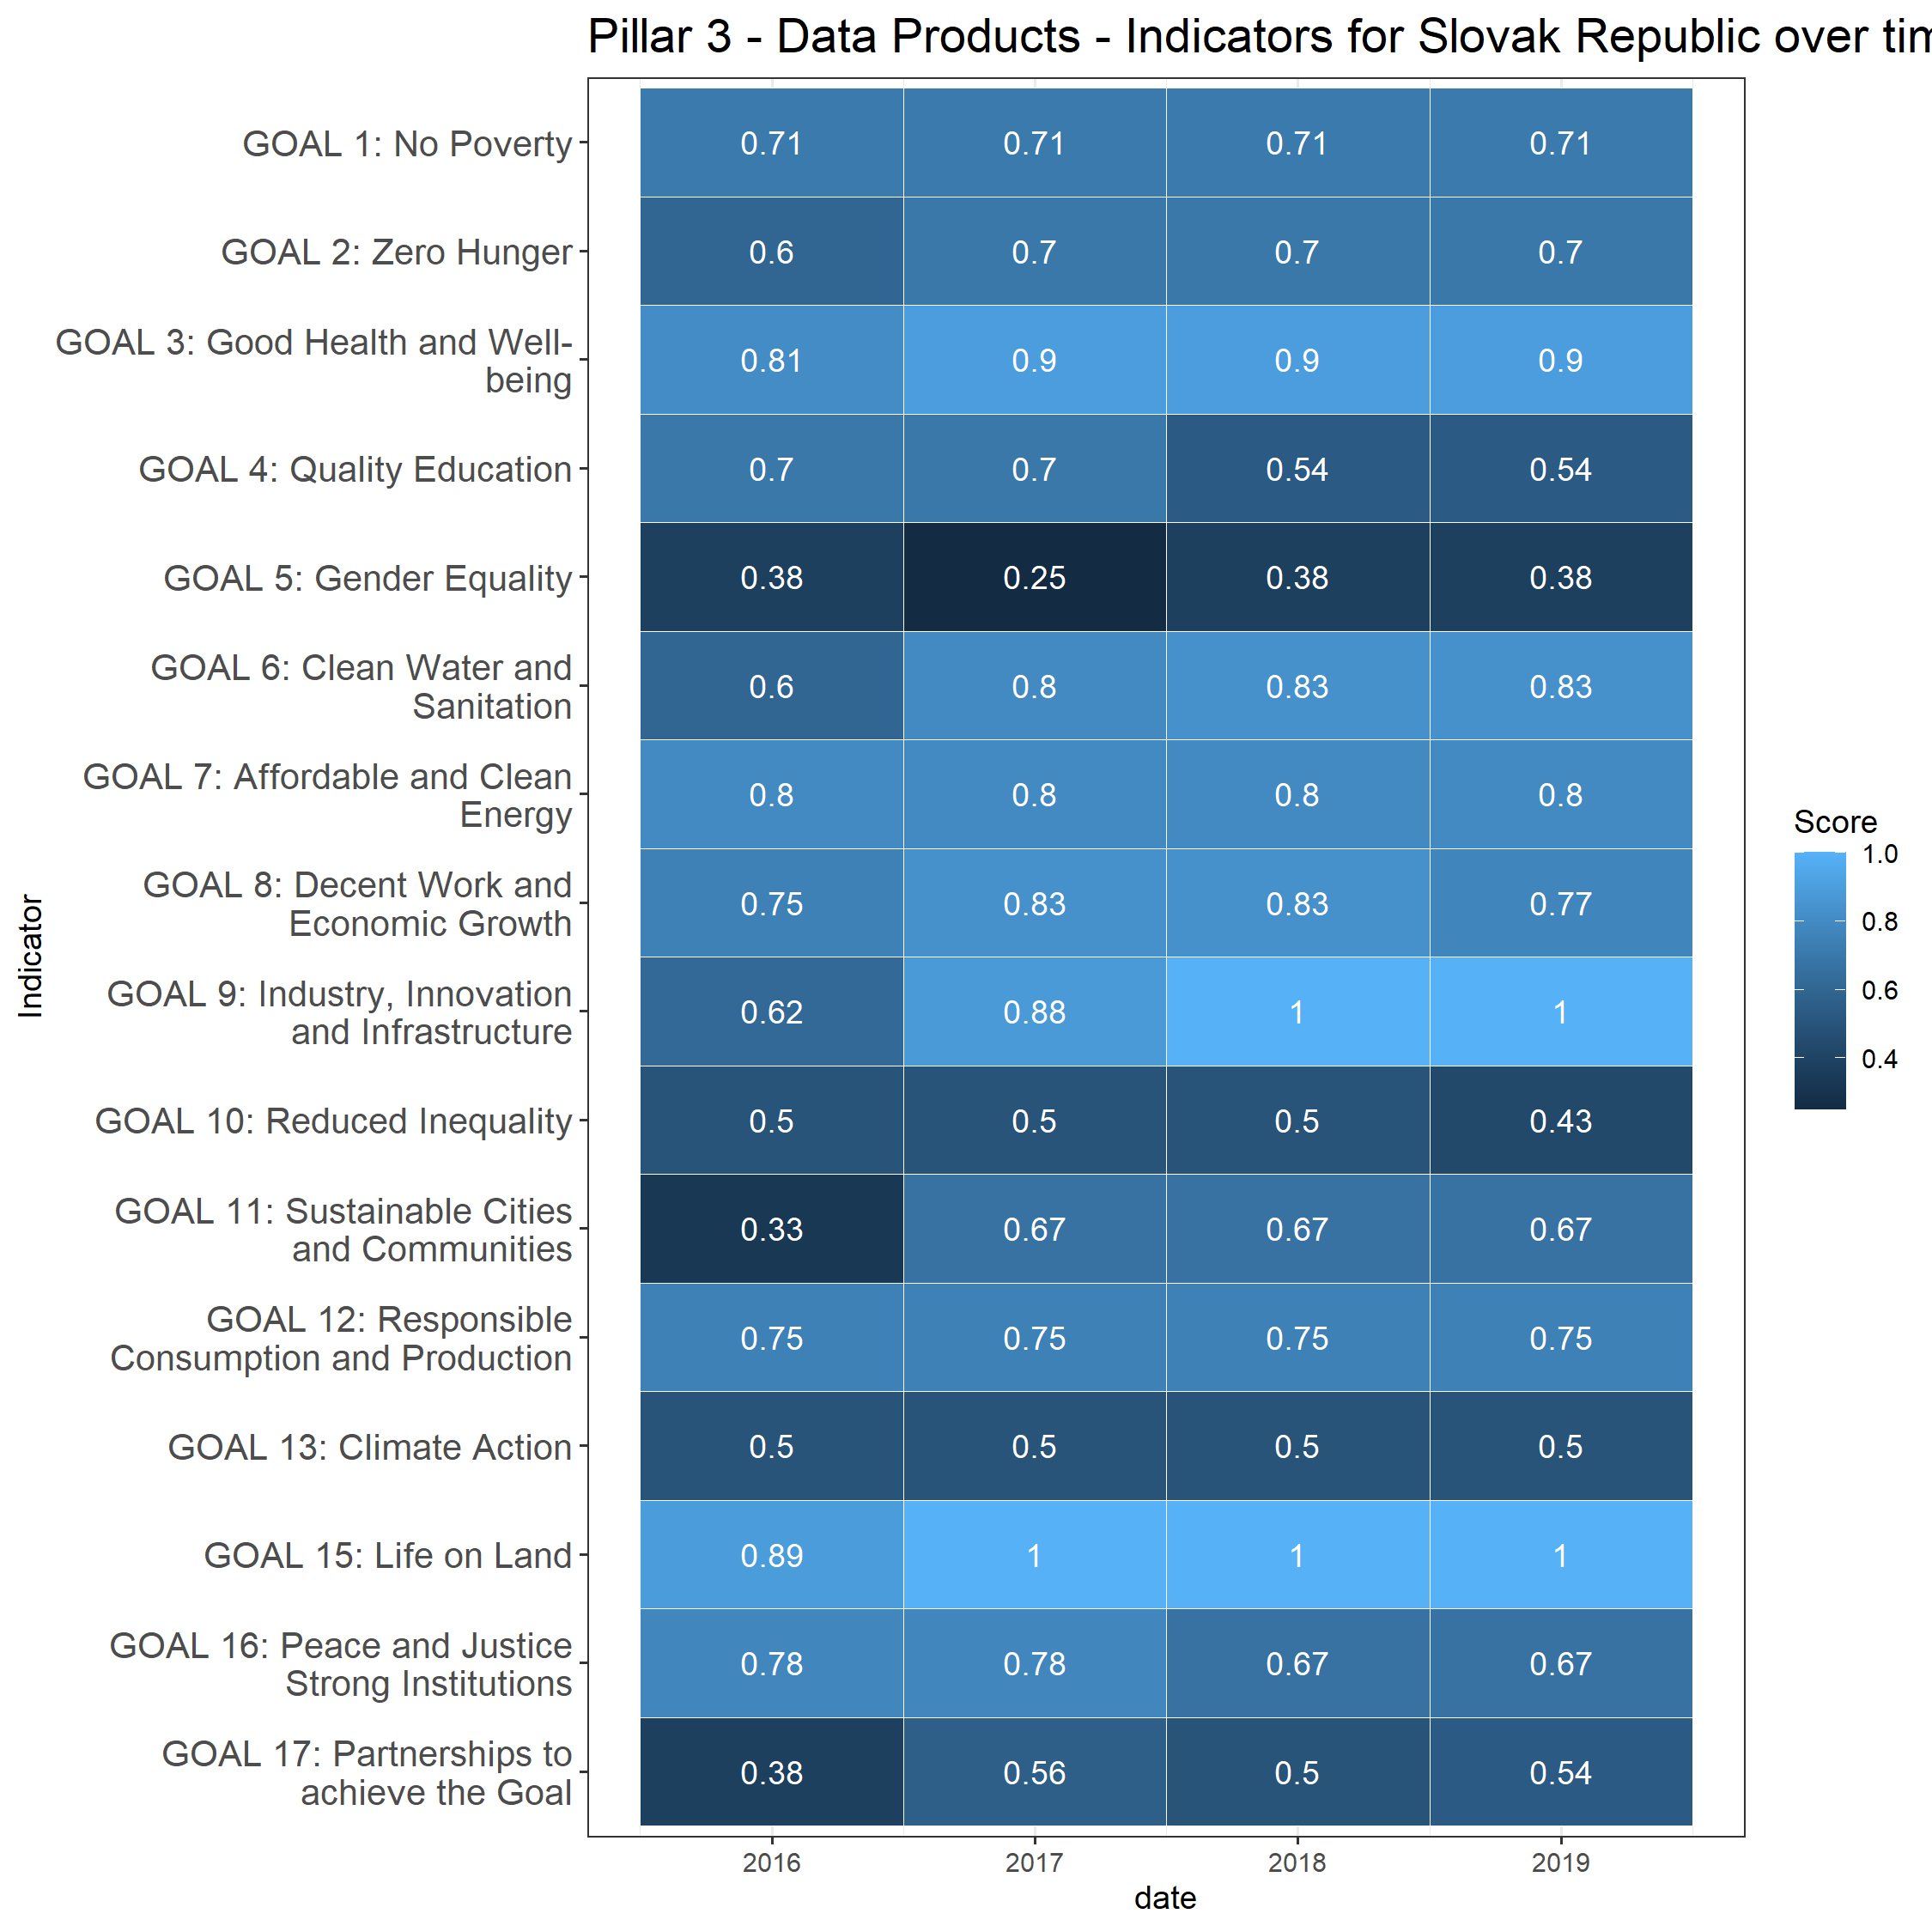 Pillar 3 - Data Products - Indicators for Slovak Republic over tim
GOAL 1: No Poverty
0.71 0.71 0.71 0.71
GOAL 2: Zero Hunger
0.6 0.7 0.7 0.7
GOAL 3: Good Health and Well-
being
0.81 0.9 0.9 0.9
GOAL 4: Quality Education
0.7 0.7 0.54 0.54
GOAL 5: Gender Equality
0.38 0.25 0.38 0.38
GOAL 6: Clean Water and
Sanitation
0.6 0.8 0.83 0.83
GOAL 7: Affordable and Clean
Energy
0.8 0.8 0.8 0.8
GOAL 8: Decent Work and
Economic Growth
0.75 0.83 0.83 0.77
GOAL 9: Industry, Innovation
and Infrastructure
0.62 0.88 1 1
GOAL 10: Reduced Inequality
0.5 0.5 0.5 0.43
GOAL 11: Sustainable Cities
and Communities
0.33 0.67 0.67 0.67
GOAL 12: Responsible
Consumption and Production
0.75 0.75 0.75 0.75
GOAL 13: Climate Action
0.5 0.5 0.5 0.5
GOAL 15: Life on Land
0.89 1 1 1
GOAL 16: Peace and Justice
Strong Institutions
0.78 0.78 0.67 0.67
GOAL 17: Partnerships to
achieve the Goal
0.38 0.56 0.5 0.54
2016 2017 2018 2019
date
Indicator
Score
1.0
0.8
0.6
0.4